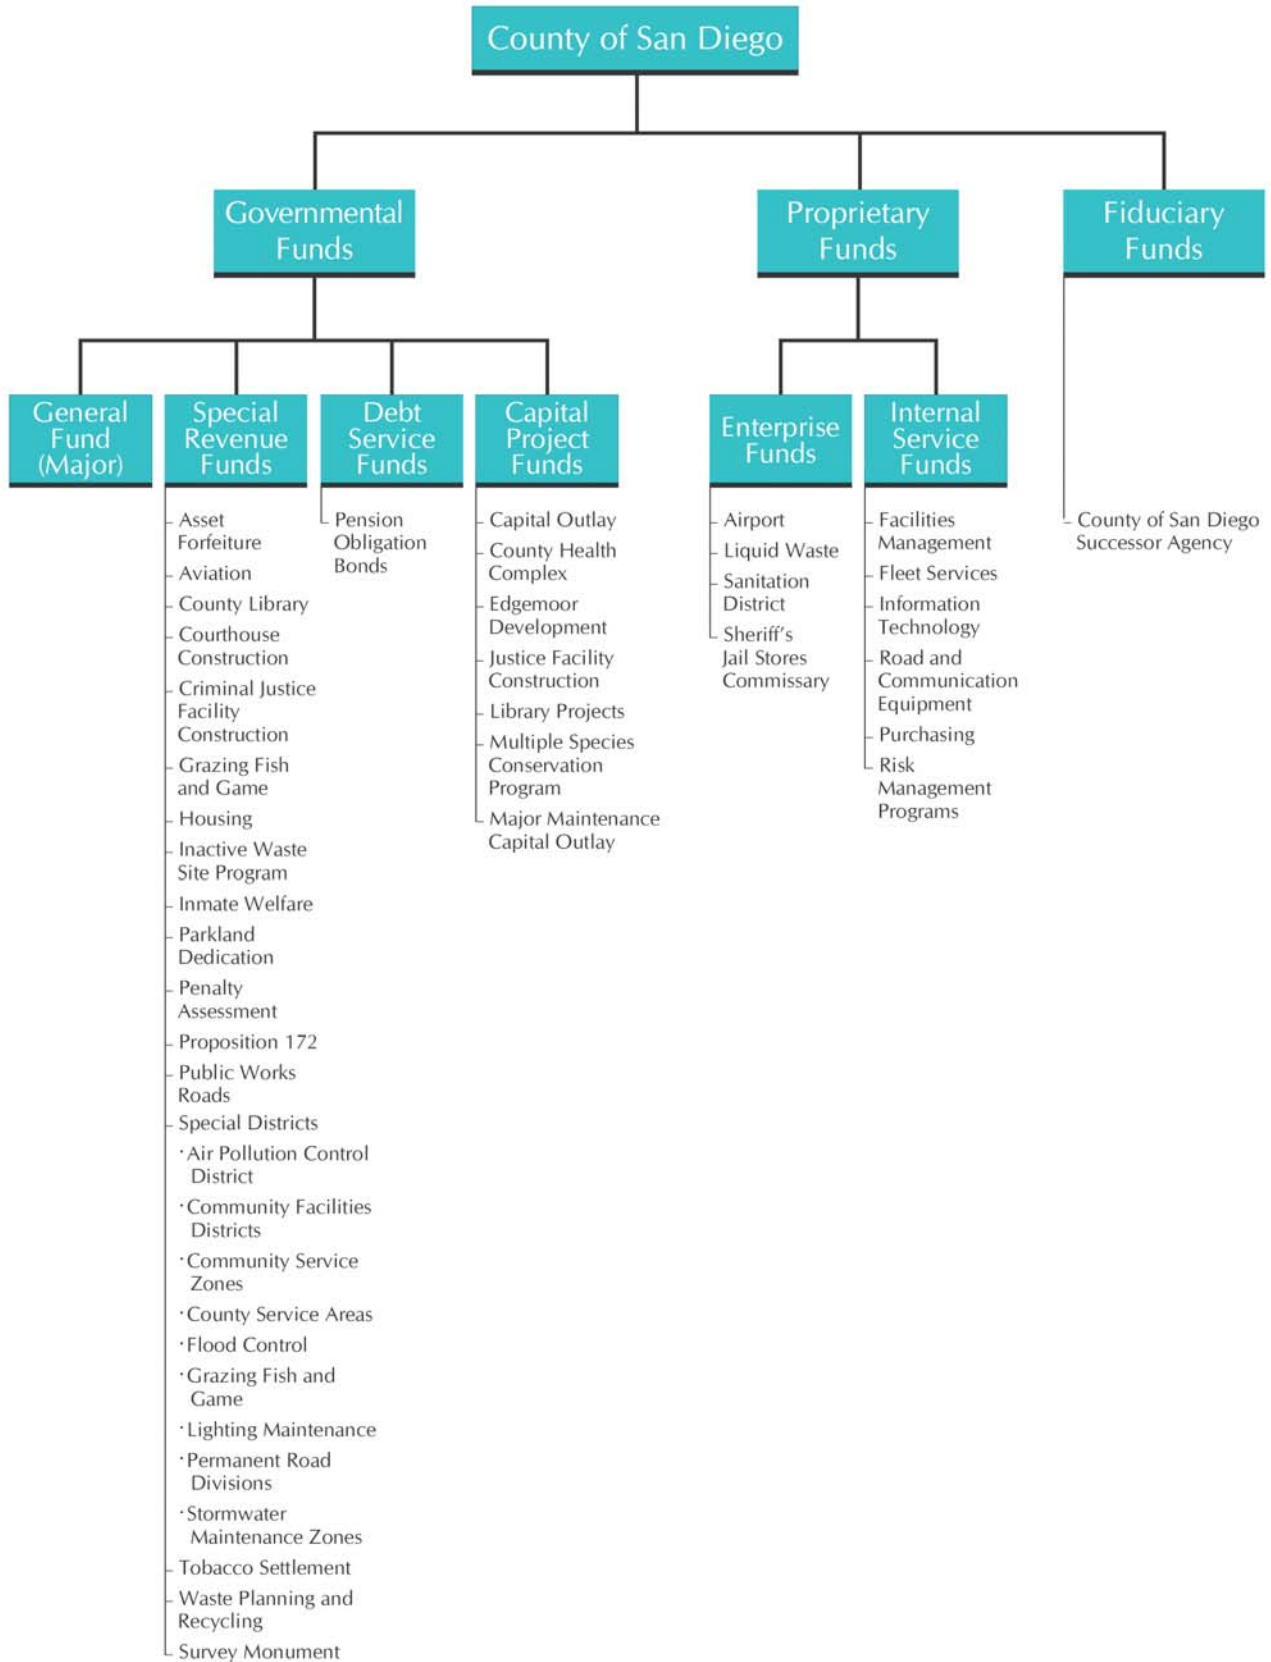 County of San Diego
Governmental
Funds
Proprietary
Funds
Fiduciary
Funds
General
Fund
(Major)
Special
Revenue
Funds
Debt
Service
Funds
Capital
Project
Funds
Enterprise
Funds
Internal
Service
Funds
Asset
Forfeiture
Aviation
County Library
Courthouse
Construction
Criminal Justice
Facility
Construction
Grazing Fish
and Game
Housing
Inactive Waste
Site Program
Inmate Welfare
Parkland
Dedication
Penalty
Assessment
Proposition 172
Public Works
Roads
Special Districts
·Air Pollution Control
District
·Community Facilities
Districts
·Community Service
Zones
·County Service Areas
·Flood Control
·Grazing Fish and
Game
·Lighting Maintenance
·Permanent Road
Divisions
·Stormwater
Maintenance Zones
Tobacco Settlement
Waste Planning and
Recycling
Survey Monument
Pension
Obligation
Bonds
Capital Outlay
County Health
Complex
Edgemoor
Development
Justice Facility
Construction
Library Projects
Multiple Species
Conservation
Program
Major Maintenance
Capital Outlay
Airport
Liquid Waste
Sanitation
District
Sheriff's
Jail Stores
Commissary
Facilities
Management
Fleet Services
Information
Technology
Road and
Communication
Equipment
Purchasing
Risk
Management
Programs
County of San Diego
Successor Agency